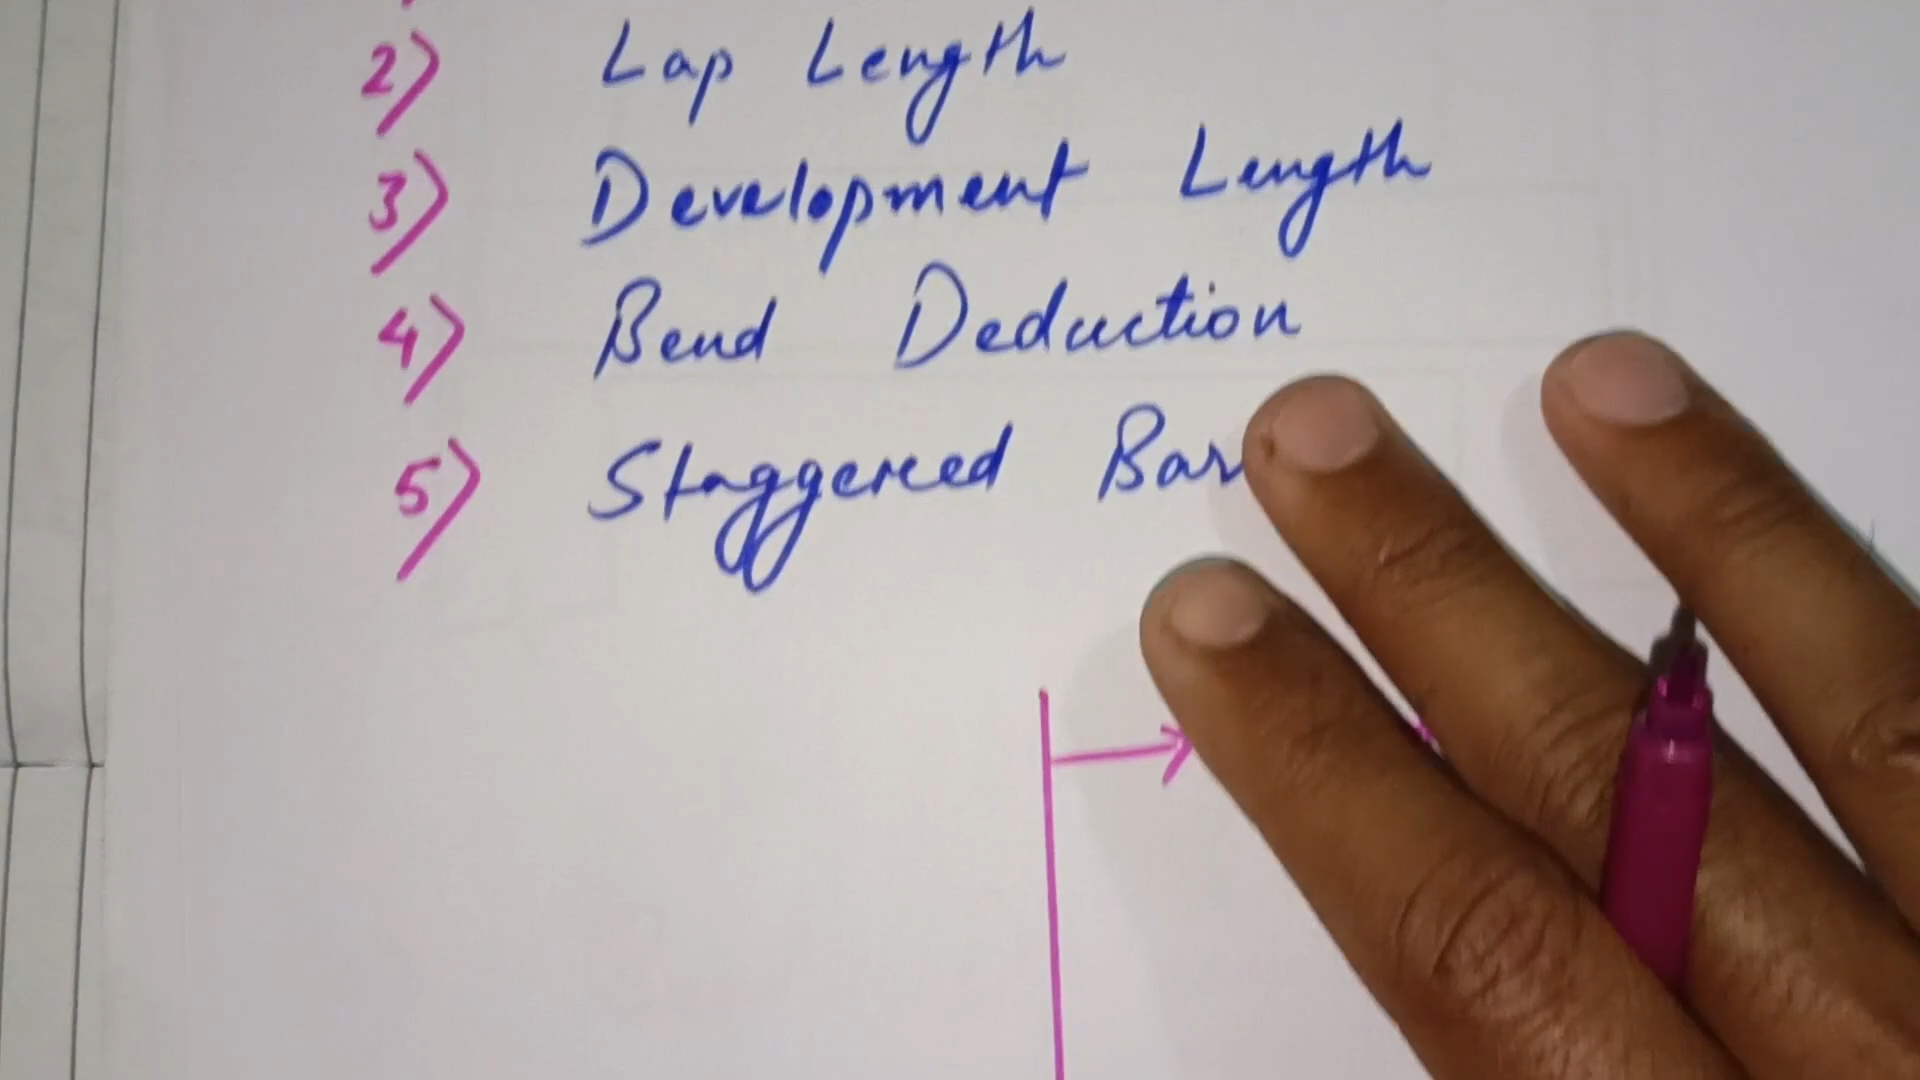 2) Lap Length
3) Development Length
4) Bend Deduction
5) Staggered Bar